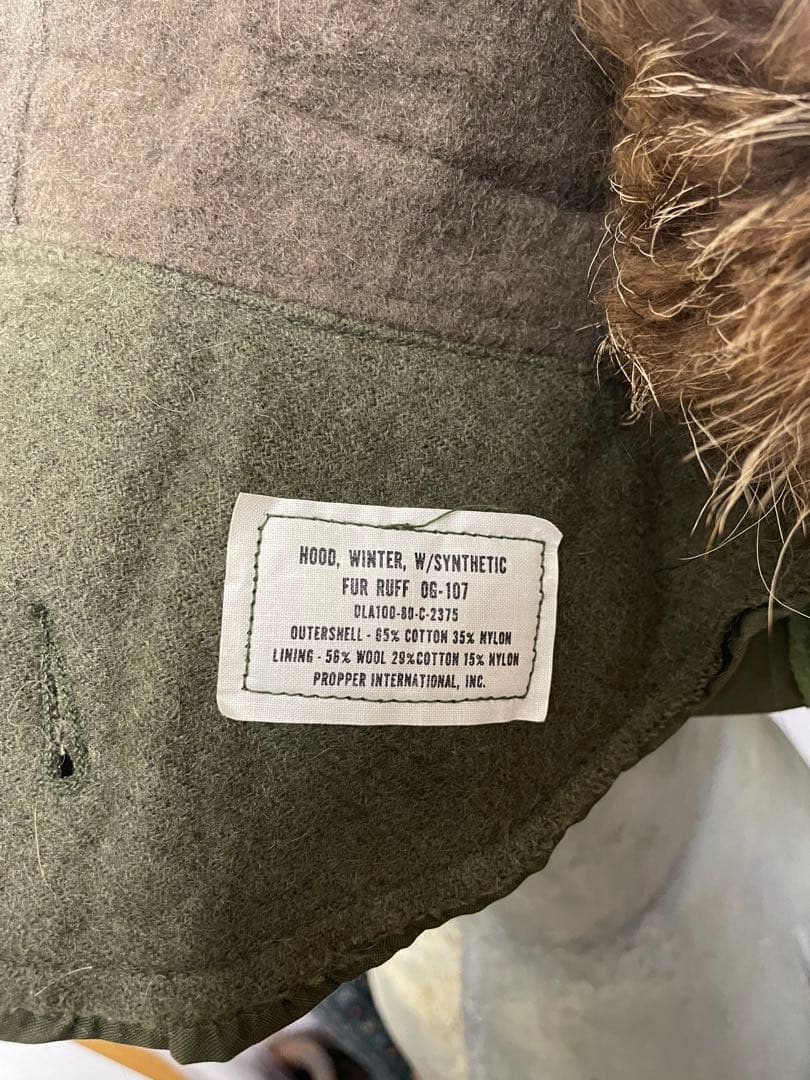 HOOD, WINTER, W/SYNTHETIC
FUR RUFF OG-107
DLA100-80-C-2375
OUTERSHELL - 65% COTTON 35% NYLON
LINING - 56% WOOL 29%COTTON 15% NYLON
PROPPER INTERNATIONAL, INC.